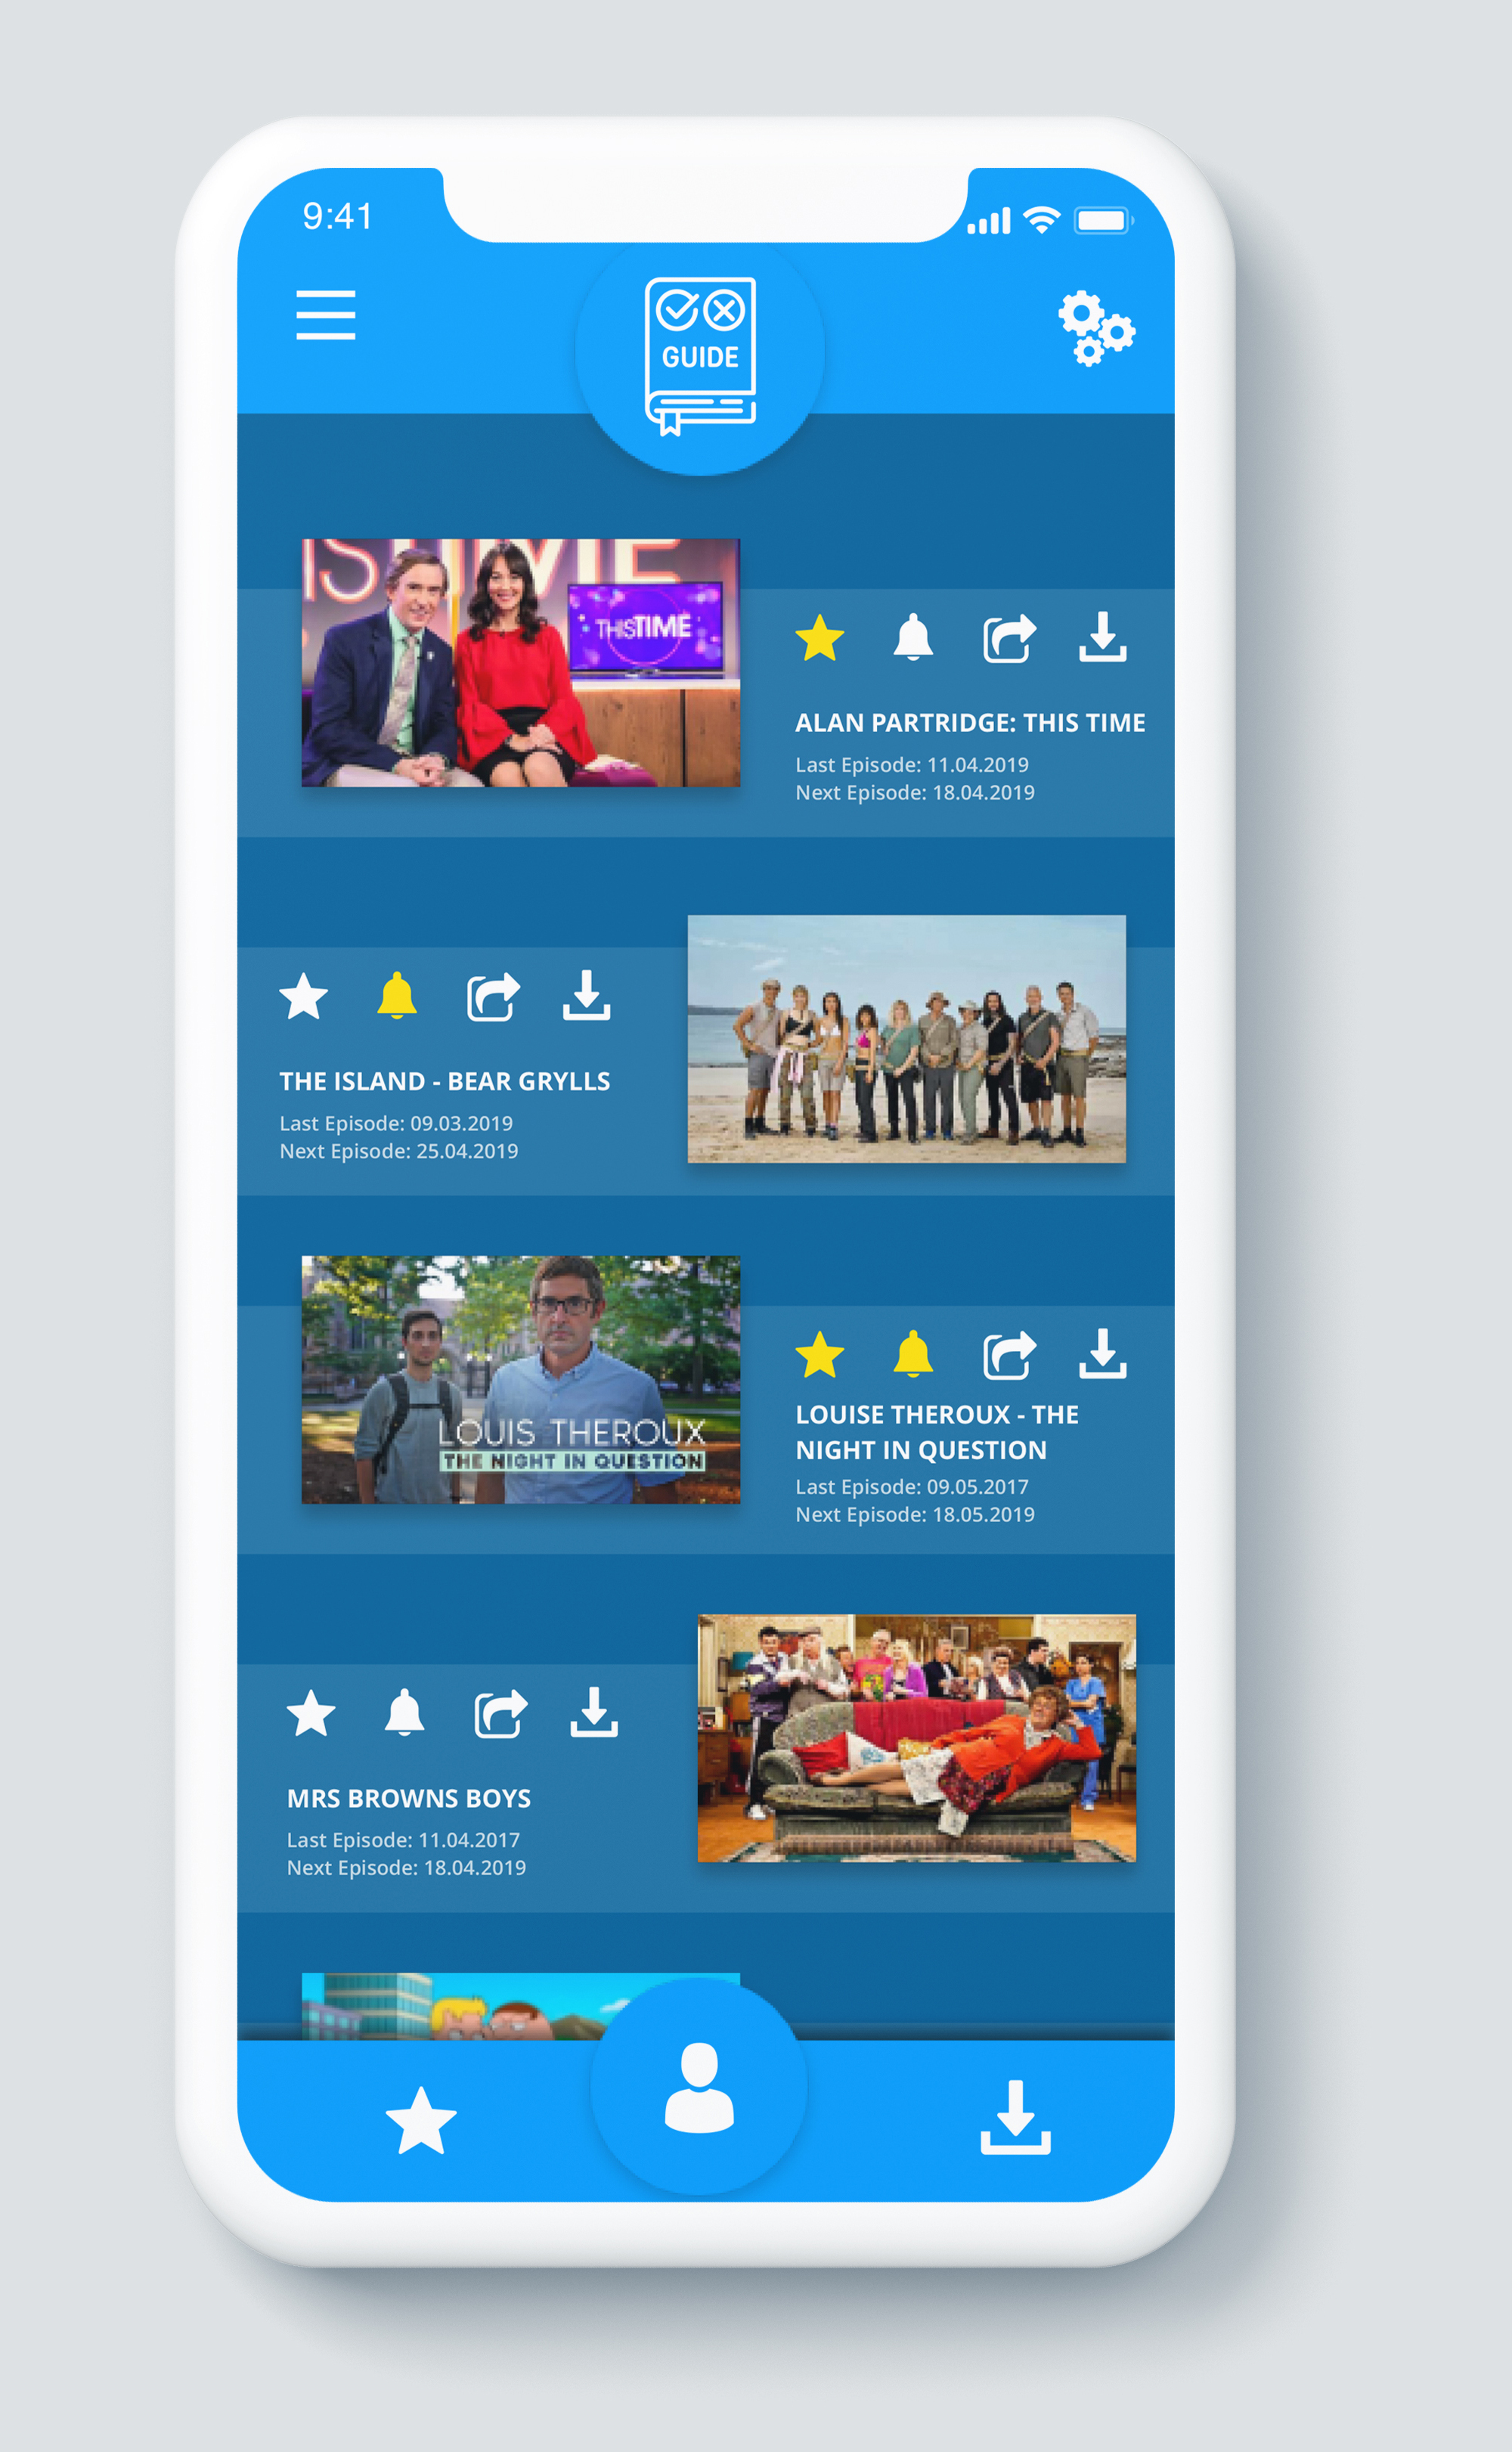 9:41
GUIDE
THISTIME
ALAN PARTRIDGE: THIS TIME
Last Episode: 11.04.2019
Next Episode: 18.04.2019
THE ISLAND - BEAR GRYLLS
Last Episode: 09.03.2019
Next Episode: 25.04.2019
LOUIS THEROUX
THE NIGHT IN QUESTION
LOUISE THEROUX - THE
NIGHT IN QUESTION
Last Episode: 09.05.2017
Next Episode: 18.05.2019
MRS BROWNS BOYS
Last Episode: 11.04.2017
Next Episode: 18.04.2019